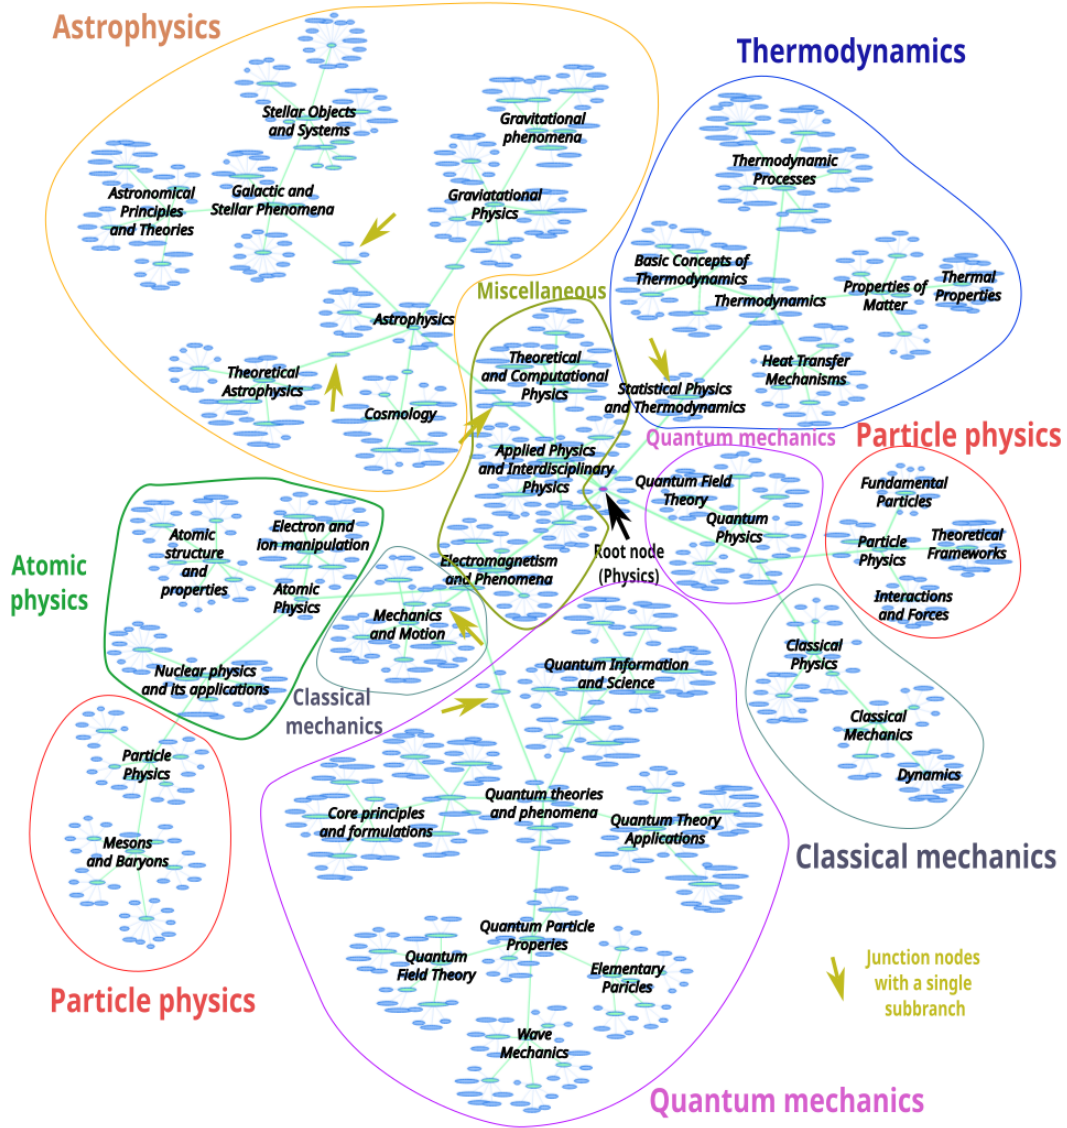 Astrophysics
Thermodynamics
Stellar Objects
and Systems
Gravitational
phenomena
Thermodynamic
Processes
Astronomical
Principles
and Theories
Galactic and
Stellar Phenomena
Graviatational
Physics
Basic Concepts of
Thermodynamics
Thermodynamics
Properties of
Matter
Thermal
Properties
Miscellaneous
Astrophysics
Theoretical
and Computational
Physics
Heat Transfer
Mechanisms
Theoretical
Astrophysics
Cosmology
Statistical Physics
and Thermodynamics
Quantum mechanics
Particle physics
Applied Physics
and Interdisciplinary
Physics
Quantum Field
Theory
Quantum
Physics
Fundamental
Particles
Particle
Physics
Theoretical
Frameworks
Interactions
and Forces
Root node
(Physics)
Atomic
physics
Atomic
structure
and
properties
Electron and
ion manipulation
Atomic
Physics
Electromagnetism
and Phenomena
Mechanics
and Motion
Nuclear physics
and its applications
Classical
mechanics
Quantum Information
and Science
Classical
Physics
Classical
Mechanics
Dynamics
Particle
Physics
Mesons
and Baryons
Core principles
and formulations
Quantum theories
and phenomena
Quantum Theory
Applications
Classical mechanics
Quantum Particle
Properies
Quantum
Field Theory
Elementary
Paricles
Wave
Mechanics
Particle physics
Junction nodes
with a single
subbranch
Quantum mechanics